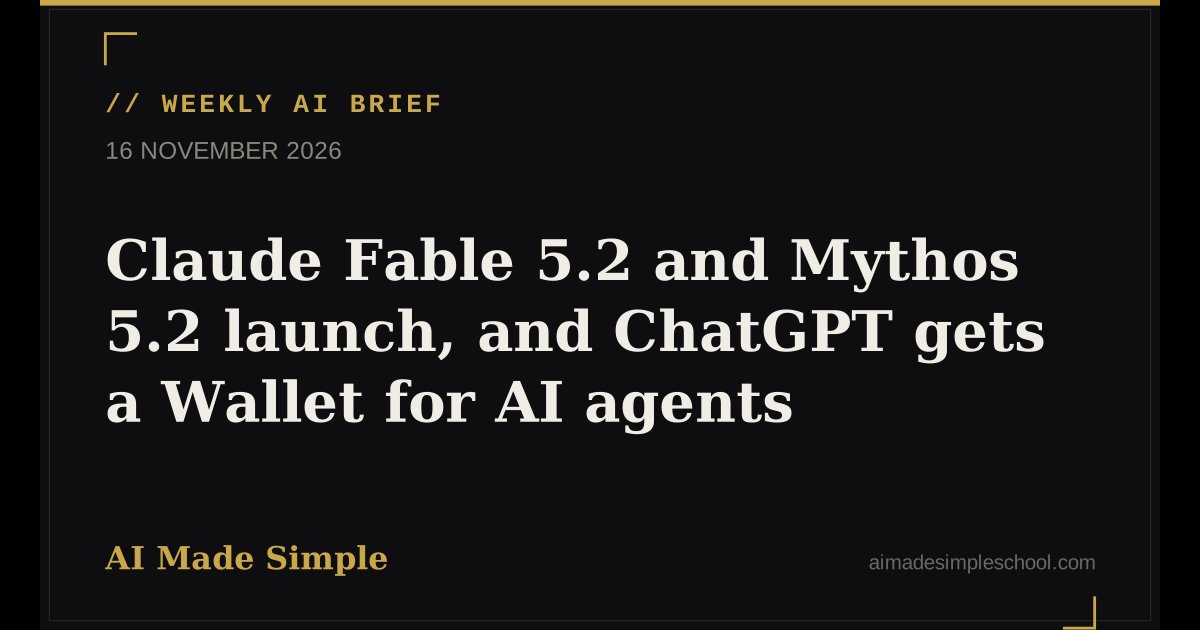 // WEEKLY AI BRIEF
16 NOVEMBER 2026
Claude Fable 5.2 and Mythos
5.2 launch, and ChatGPT gets
a Wallet for AI agents
AI Made Simple
aimadesimpleschool.com